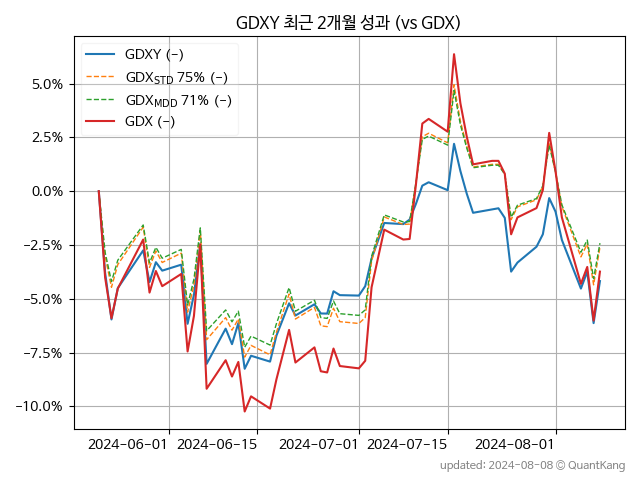 GDXY 최근 2개월 성과 (vs GDX)
GDXY (-)
GDX_STD 75% (-)
GDX_MDD 71% (-)
GDX (-)
5.0%
2.5%
0.0%
−2.5%
−5.0%
−7.5%
−10.0%
2024-06-01 2024-06-15 2024-07-01 2024-07-15 2024-08-01
updated: 2024-08-08 @ QuantKang